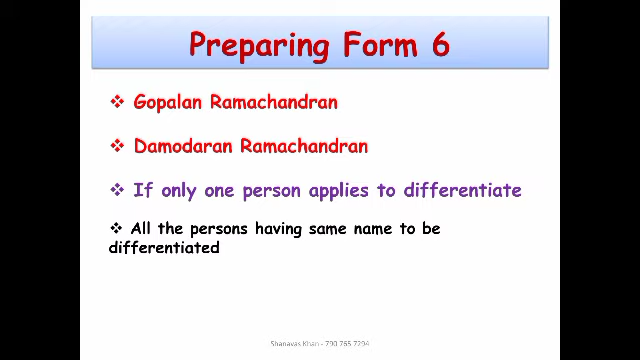 Preparing Form 6
❖ Gopalan Ramachandran
❖ Damodaran Ramachandran
❖ If only one person applies to differentiate
❖ All the persons having same name to be
differentiated
Shanavas Khan - 790 765 7294